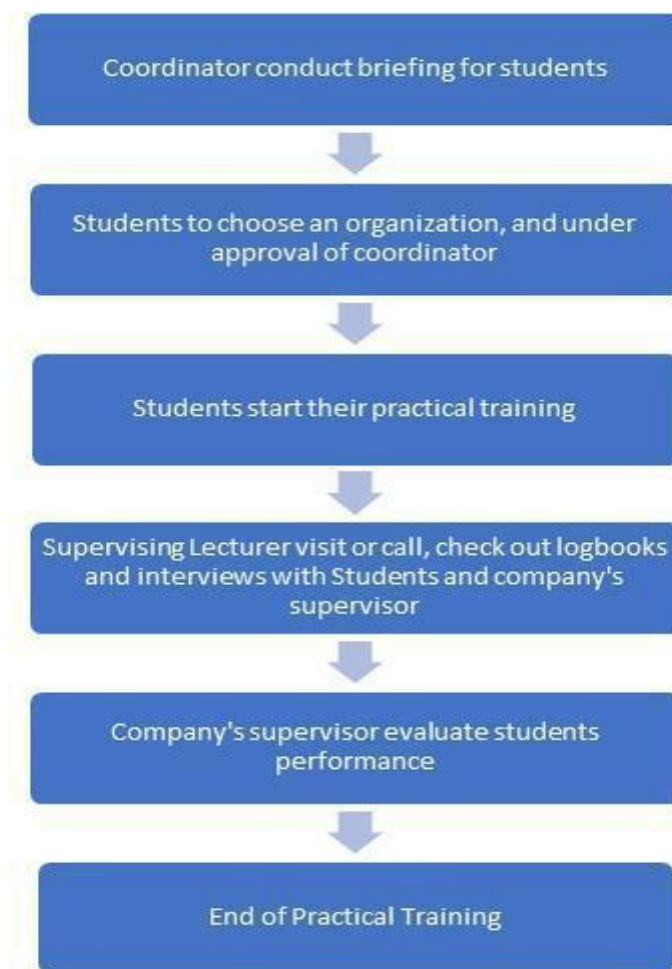 Coordinator conduct briefing for students
Students to choose an organization, and under
approval of coordinator
Students start their practical training
Supervising Lecturer visit or call, check out logbooks
and interviews with Students and company's
supervisor
Company's supervisor evaluate students
performance
End of Practical Training